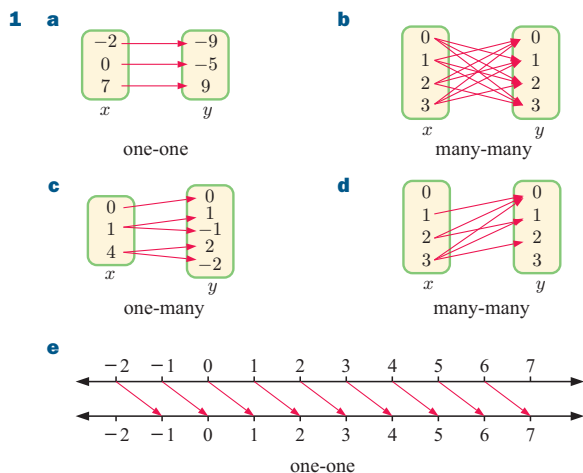 1 a
−2 −9
0 −5
7 9
x y
one-one
b
0 0
1 1
2 2
3 3
x y
many-many
c
0 0
1 1
4 −1
2
−2
x y
one-many
d
0 0
1 1
2 2
3 3
x y
many-many
e
−2 −1 0 1 2 3 4 5 6 7
−2 −1 0 1 2 3 4 5 6 7
one-one